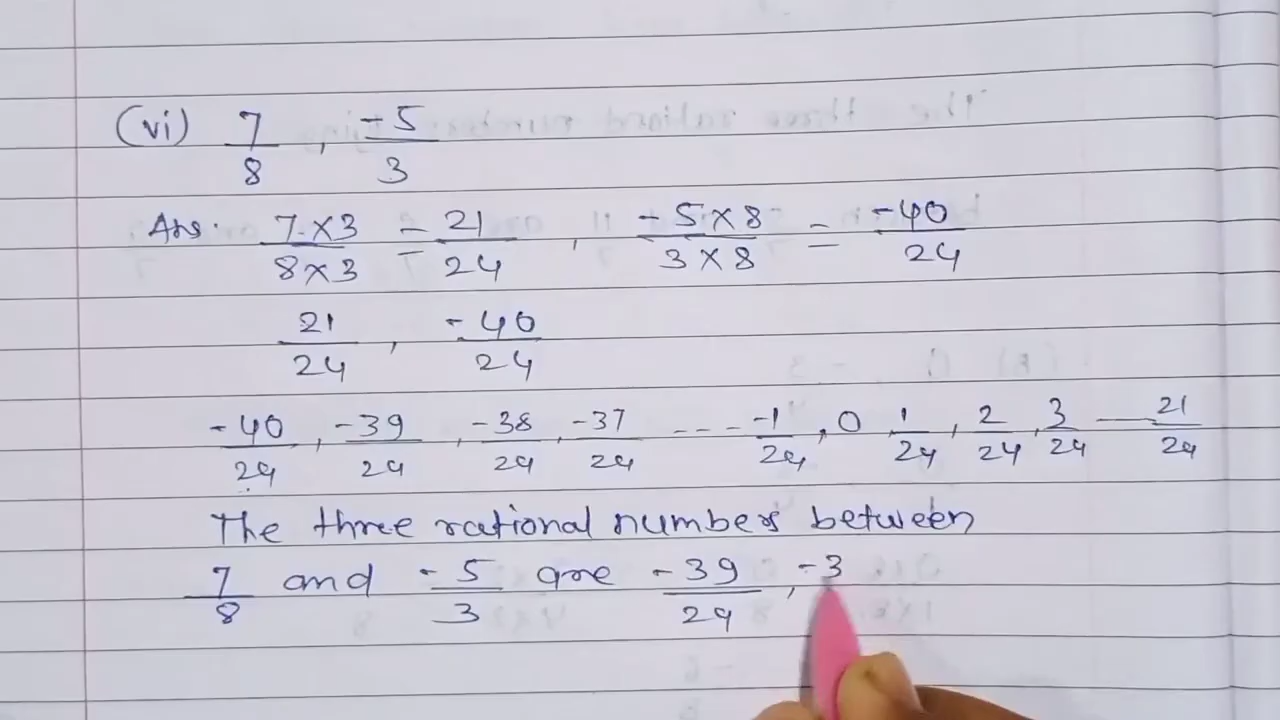 (vi) 7/8 , -5/3
Ans. 7×3/8×3 = 21/24 , -5×8/3×8 = -40/24
21/24 , -40/24
-40/24 , -39/24 , -38/24 , -37/24 ---- -1/24 , 0 , 1/24 , 2/24 , 3/24 — 21/24
The three rational numbers between
7/8 and -5/3 are -39/24 , -3